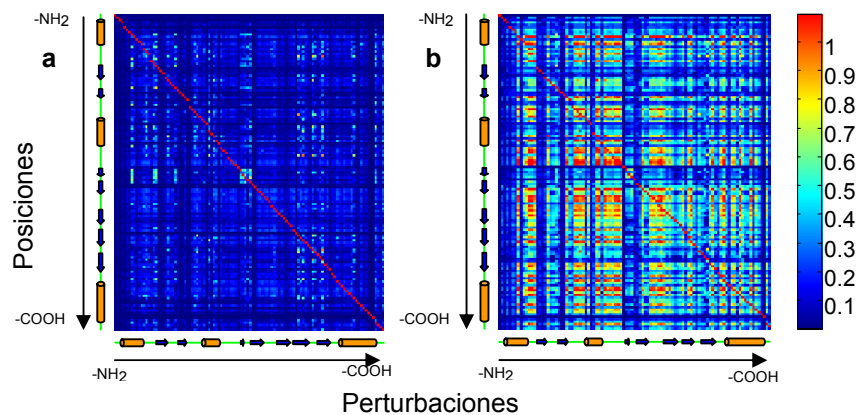 -NH2
a
-NH2
b
Posiciones
-COOH
-COOH
1
0.9
0.8
0.7
0.6
0.5
0.4
0.3
0.2
0.1
-NH2
-COOH
-NH2
-COOH
Perturbaciones